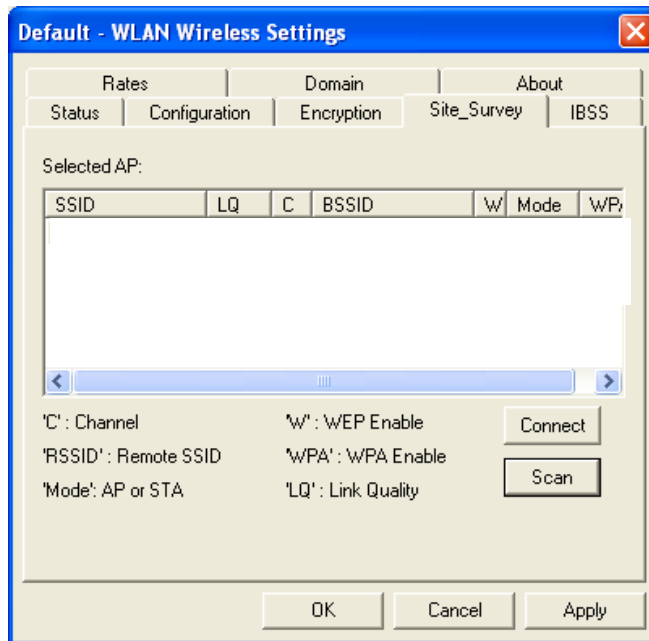 Default - WLAN Wireless Settings
Rates Domain About
Status Configuration Encryption Site_Survey IBSS
Selected AP:
SSID LQ C BSSID W Mode WPA
'C' : Channel 'W' : WEP Enable Connect
'RSSID' : Remote SSID 'WPA' : WPA Enable
'Mode': AP or STA 'LQ' : Link Quality Scan
OK Cancel Apply